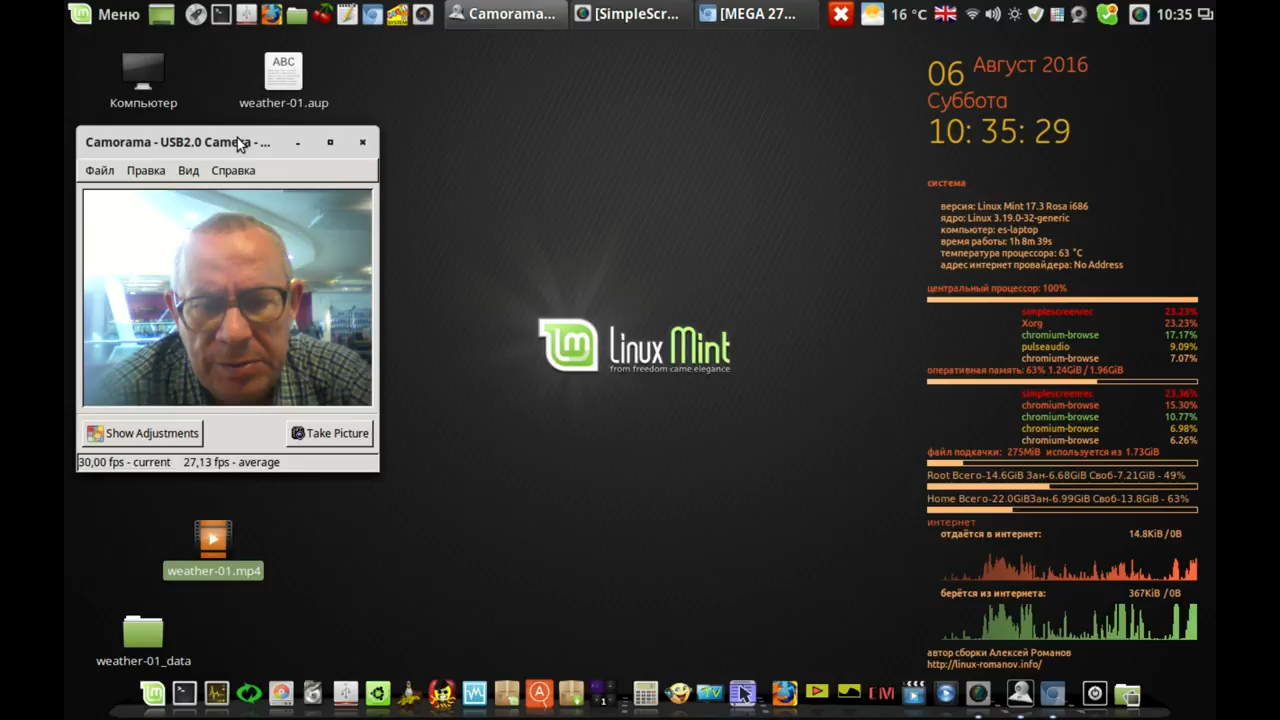 Меню
Camorama...
[SimpleScr...
[MEGA 27...
16 °C
10:35
Компьютер
ABC
weather-01.aup
Camorama - USB2.0 Camera - ...
Файл Правка Вид Справка
Show Adjustments
Take Picture
30,00 fps - current 27,13 fps - average
weather-01.mp4
weather-01_data
Linux Mint
from freedom came elegance
06 Август 2016
Суббота
10: 35: 29
система
версия: Linux Mint 17.3 Rosa i686
ядро: Linux 3.19.0-32-generic
компьютер: es-laptop
время работы: 1h 8m 39s
температура процессора: 63 °C
адрес интернет провайдера: No Address
центральный процессор: 100%
simplescreenrec 23.23%
Xorg 23.23%
chromium-browse 17.17%
pulseaudio 9.09%
chromium-browse 7.07%
оперативная память: 63% 1.24GiB / 1.96GiB
simplescreenrec 23.36%
chromium-browse 15.30%
chromium-browse 10.77%
chromium-browse 6.98%
chromium-browse 6.26%
файл подкачки: 275MiB используется из 1.73GiB
Root Всего-14.6GiB Зан-6.68GiB Своб-7.21GiB - 49%
Home Всего-22.0GiBЗан-6.99GiB Своб-13.8GiB - 63%
интернет
отдаётся в интернет: 14.8KiB /0B
берётся из интернета: 367KiB /0B
автор сборки Алексей Романов
http://linux-romanov.info/
1
TV
EM